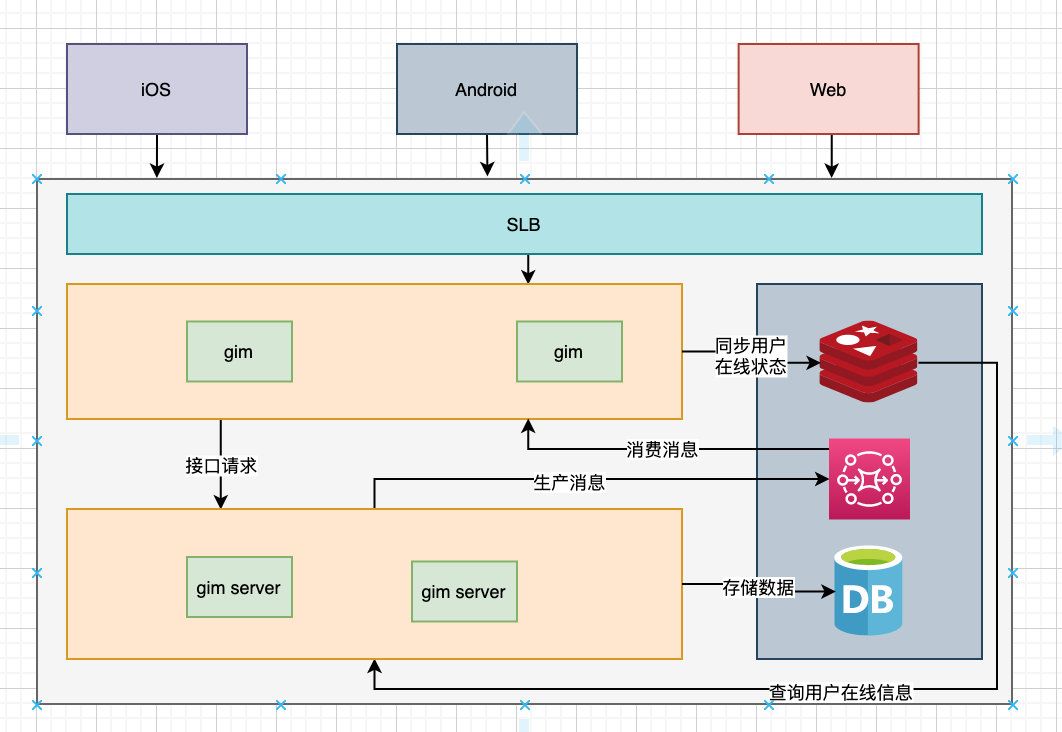 iOS
Android
Web
SLB
gim
gim
同步用户
在线状态
消费消息
接口请求
生产消息
gim server
gim server
存储数据
DB
查询用户在线信息